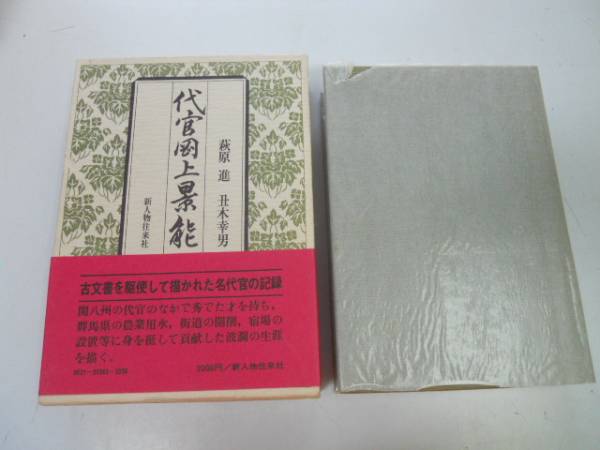 代官岡上景能
萩原 進 丑木幸男
新人物往来社
古文書を駆使して描かれた名代官の記録
関八州の代官のなかで秀でた才を持ち，
群馬県の農業用水，街道の開削，宿場の
設置等に身を挺して貢献した波瀾の生涯
を描く。
新人物往来社